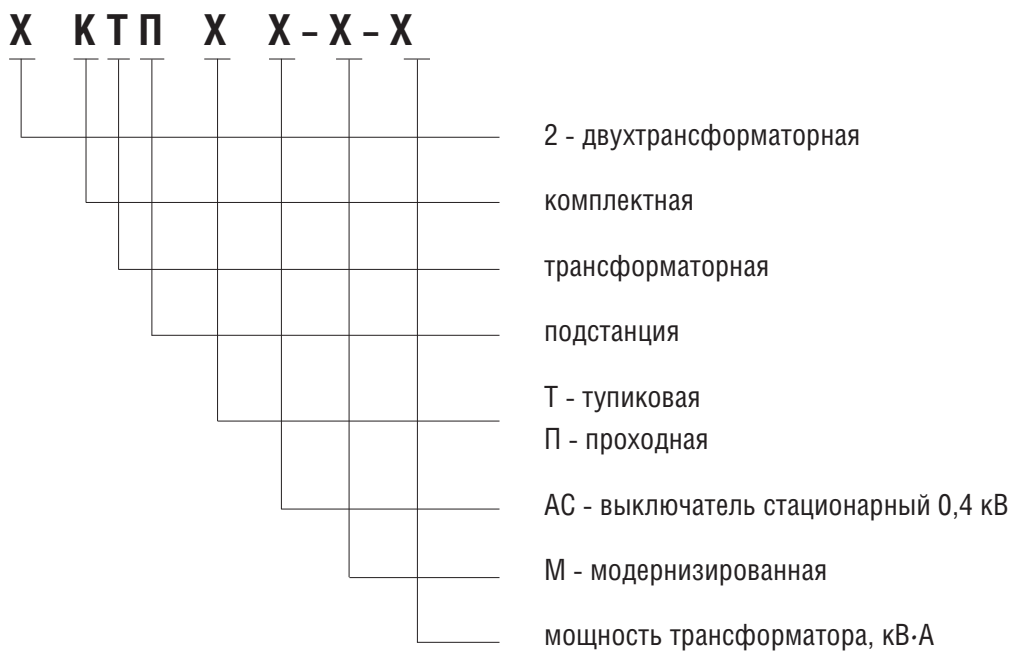 Х КТП Х Х – Х – Х
2 - двухтрансформаторная
комплектная
трансформаторная
подстанция
Т - тупиковая
П - проходная
АС - выключатель стационарный 0,4 кВ
М - модернизированная
мощность трансформатора, кВ·А